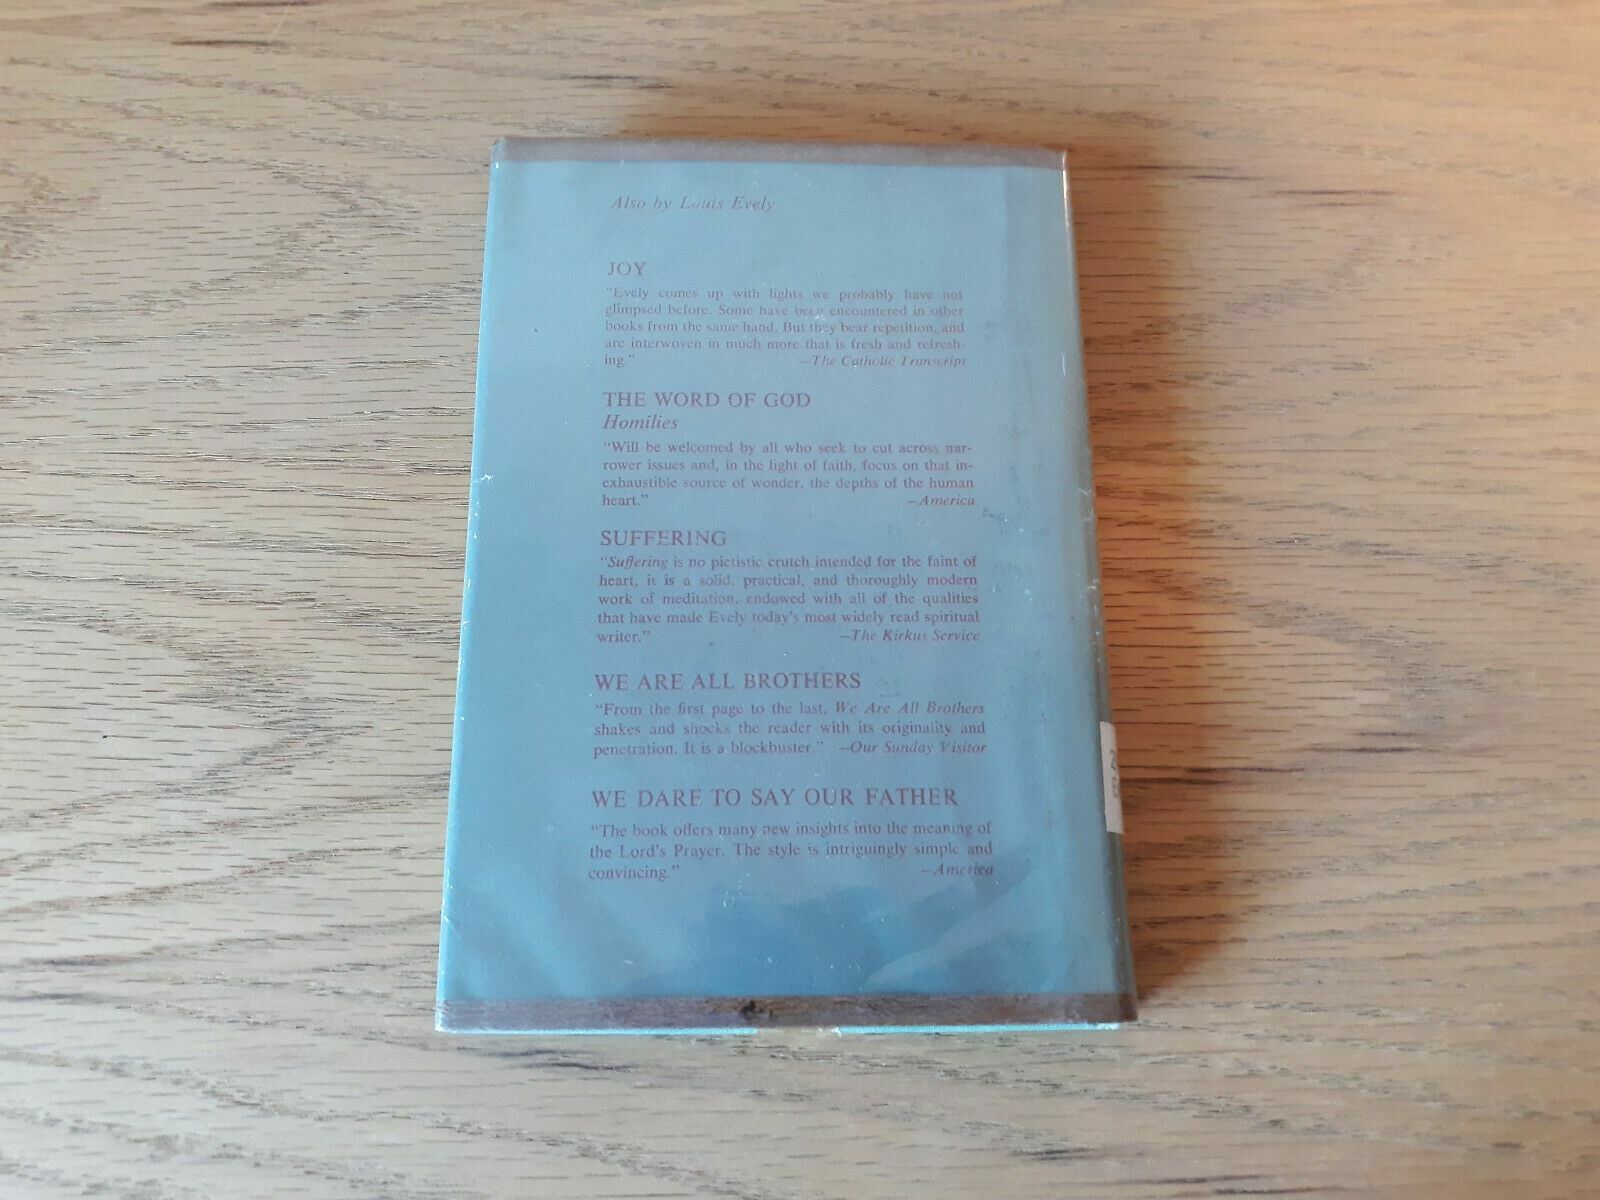 Also by Louis Evely
JOY
“Evely comes up with lights we probably have not
glimpsed before. Some have been encountered in other
books from the same hand. But they bear repetition, and
are interwoven in much more that is fresh and refresh-
ing.” —The Catholic Transcript
THE WORD OF GOD
Homilies
“Will be welcomed by all who seek to cut across nar-
rower issues and, in the light of faith, focus on that in-
exhaustible source of wonder, the depths of the human
heart.” —America
SUFFERING
“Suffering is no pietistic crutch intended for the faint of
heart, it is a solid, practical, and thoroughly modern
work of meditation, endowed with all of the qualities
that have made Evely today’s most widely read spiritual
writer.” —The Kirkus Service
WE ARE ALL BROTHERS
“From the first page to the last, We Are All Brothers
shakes and shocks the reader with its originality and
penetration. It is a blockbuster.” —Our Sunday Visitor
WE DARE TO SAY OUR FATHER
“The book offers many new insights into the meaning of
the Lord’s Prayer. The style is intriguingly simple and
convincing.” —America
2
E